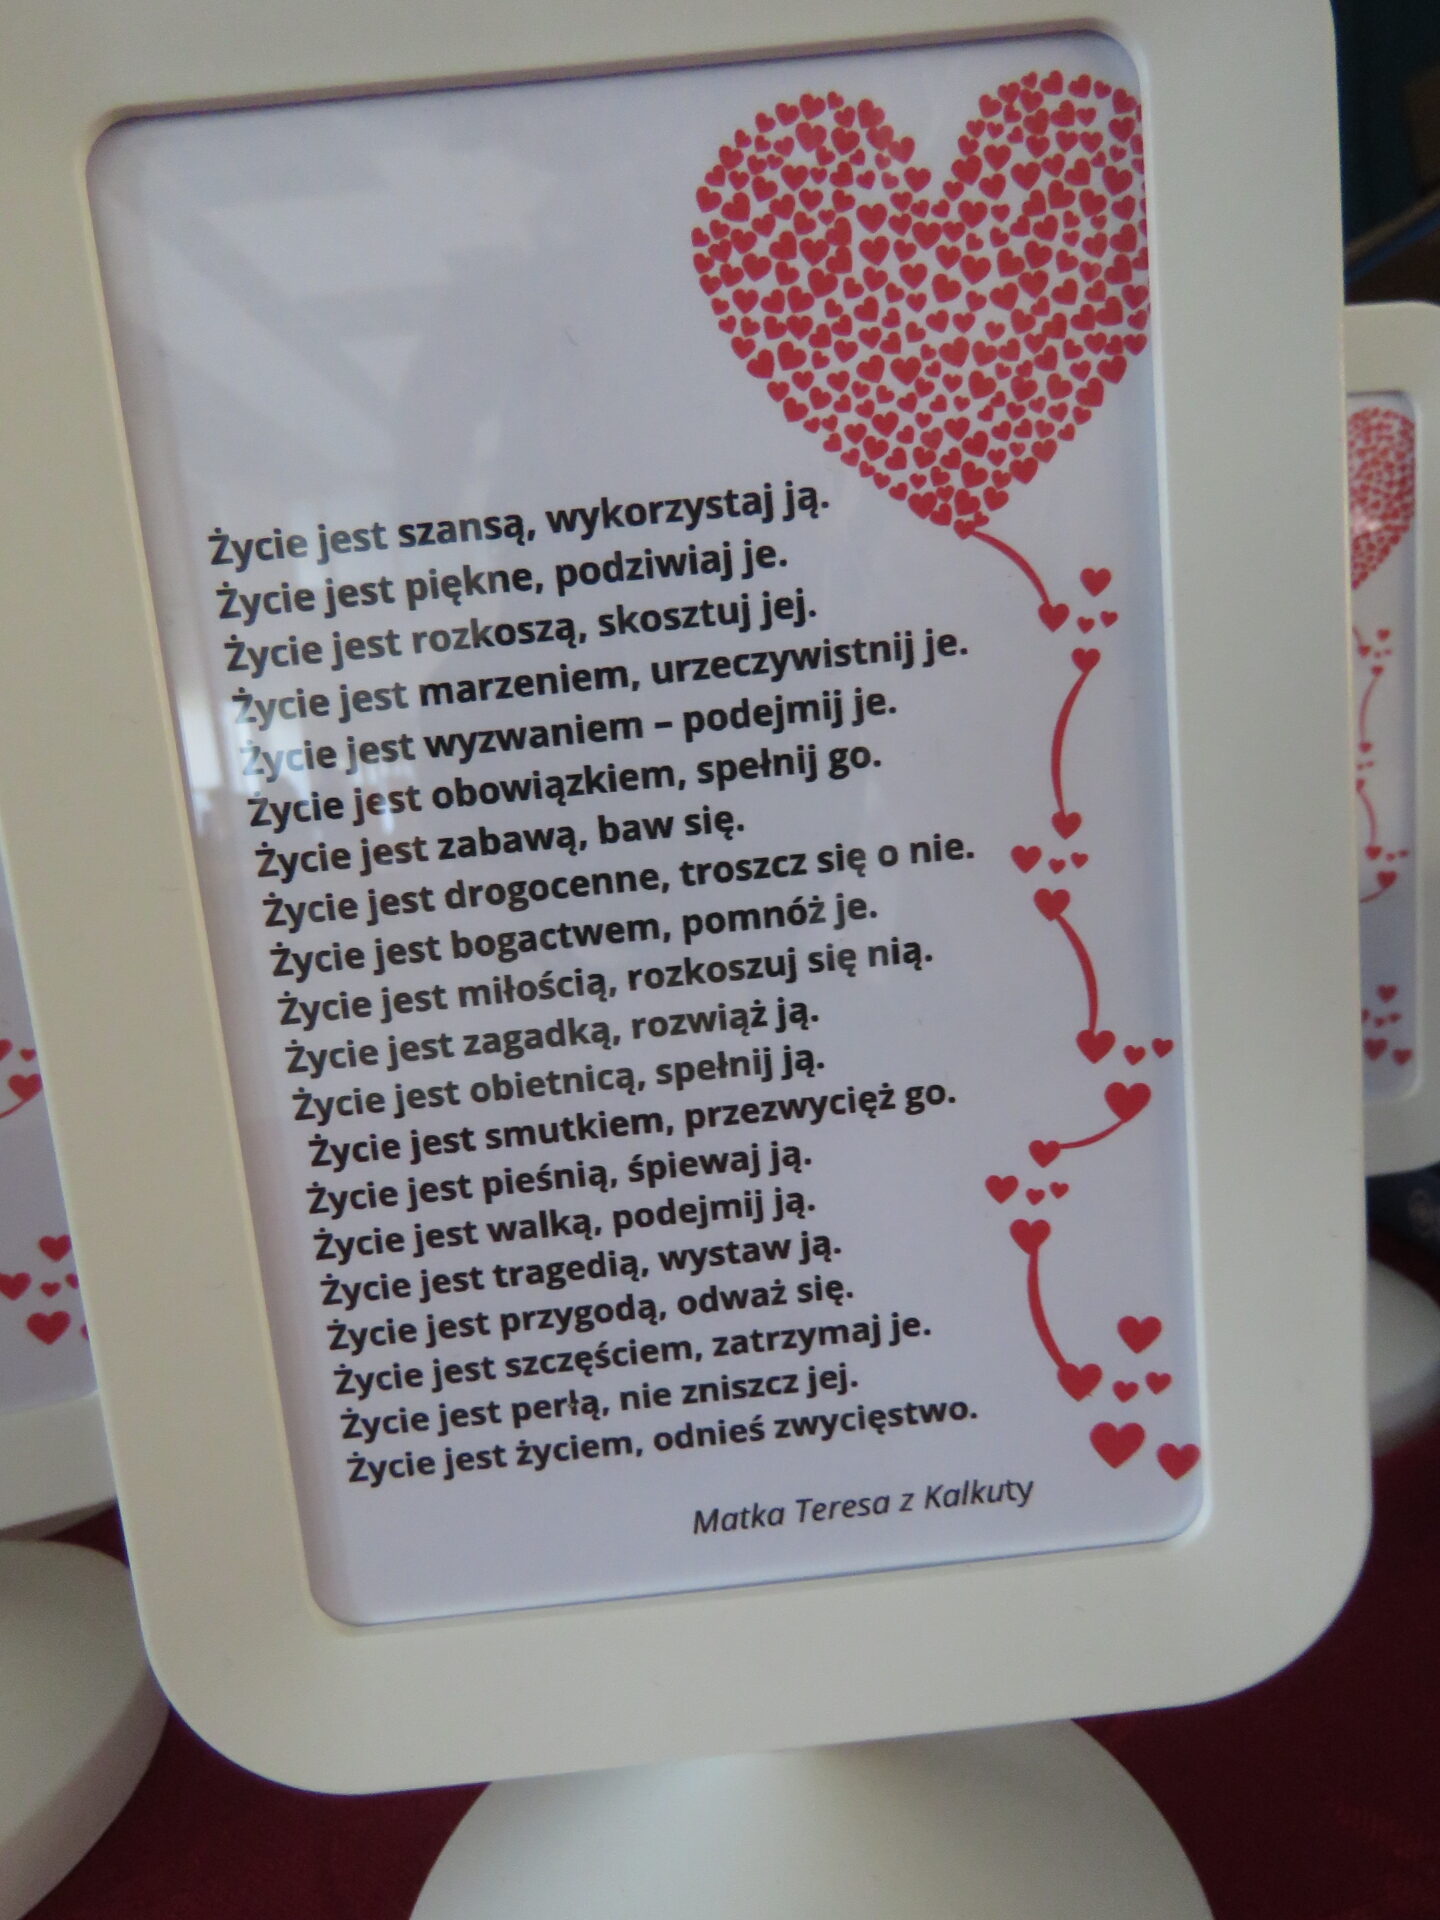 Życie jest szansą, wykorzystaj ją.
Życie jest piękne, podziwiaj je.
Życie jest rozkoszą, skosztuj jej.
Życie jest marzeniem, urzeczywistnij je.
Życie jest wyzwaniem – podejmij je.
Życie jest obowiązkiem, spełnij go.
Życie jest zabawą, baw się.
Życie jest drogocenne, troszcz się o nie.
Życie jest bogactwem, pomnóż je.
Życie jest miłością, rozkoszuj się nią.
Życie jest zagadką, rozwiąż ją.
Życie jest obietnicą, spełnij ją.
Życie jest smutkiem, przezwycięż go.
Życie jest pieśnią, śpiewaj ją.
Życie jest walką, podejmij ją.
Życie jest tragedią, wystaw ją.
Życie jest przygodą, odważ się.
Życie jest szczęściem, zatrzymaj je.
Życie jest perłą, nie zniszcz jej.
Życie jest życiem, odnieś zwycięstwo.
Matka Teresa z Kalkuty